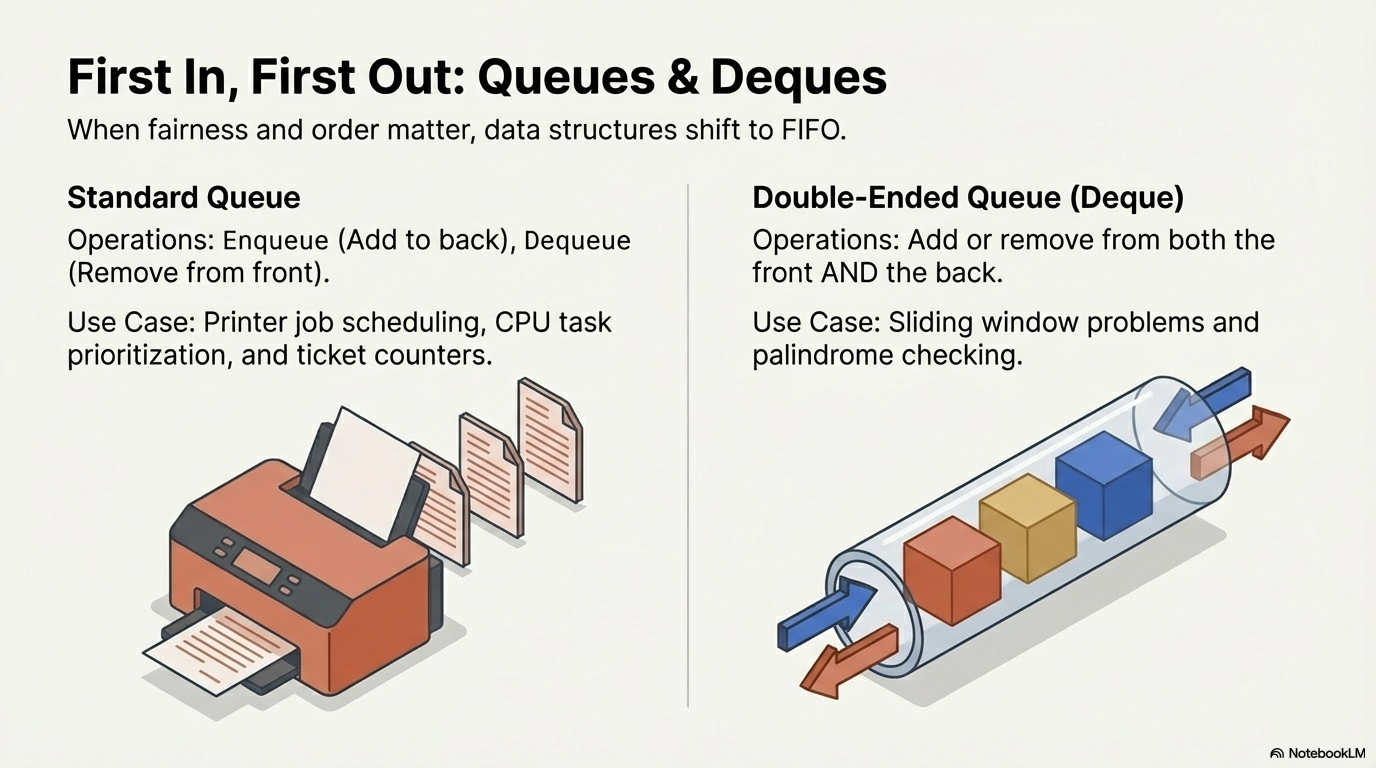 First In, First Out: Queues & Deques
When fairness and order matter, data structures shift to FIFO.
Standard Queue
Operations: Enqueue (Add to back), Dequeue
(Remove from front).
Use Case: Printer job scheduling, CPU task
prioritization, and ticket counters.
Double-Ended Queue (Deque)
Operations: Add or remove from both the
front AND the back.
Use Case: Sliding window problems and
palindrome checking.
NotebookLM